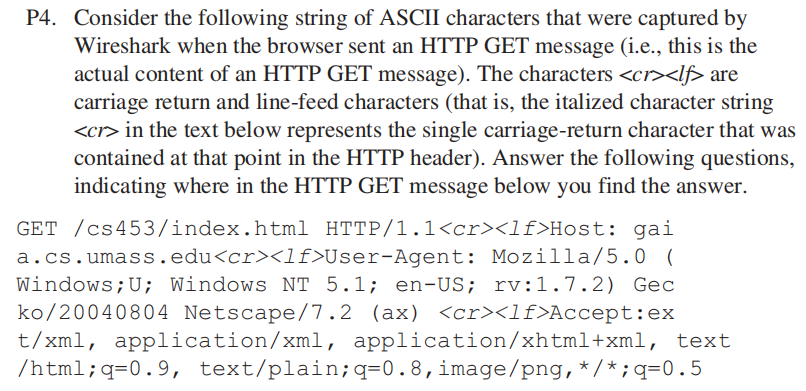 P4. Consider the following string of ASCII characters that were captured by
Wireshark when the browser sent an HTTP GET message (i.e., this is the
actual content of an HTTP GET message). The characters <cr><lf> are
carriage return and line-feed characters (that is, the italized character string
<cr> in the text below represents the single carriage-return character that was
contained at that point in the HTTP header). Answer the following questions,
indicating where in the HTTP GET message below you find the answer.
GET /cs453/index.html HTTP/1.1<cr><lf>Host: gai
a.cs.umass.edu<cr><lf>User-Agent: Mozilla/5.0 (
Windows;U; Windows NT 5.1; en-US; rv:1.7.2) Gec
ko/20040804 Netscape/7.2 (ax) <cr><lf>Accept:ex
t/xml, application/xml, application/xhtml+xml, text
/html;q=0.9, text/plain;q=0.8,image/png,*/*;q=0.5